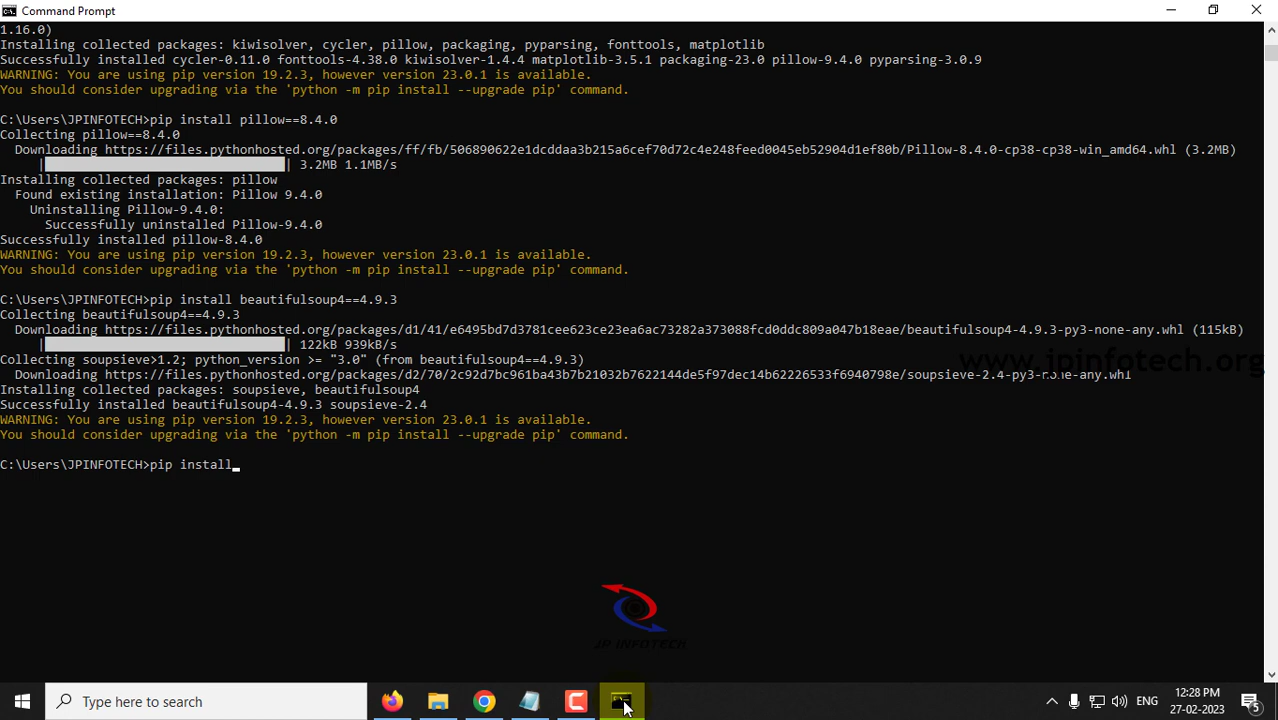 Command Prompt
1.16.0)
Installing collected packages: kiwisolver, cycler, pillow, packaging, pyparsing, fonttools, matplotlib
Successfully installed cycler-0.11.0 fonttools-4.38.0 kiwisolver-1.4.4 matplotlib-3.5.1 packaging-23.0 pillow-9.4.0 pyparsing-3.0.9
WARNING: You are using pip version 19.2.3, however version 23.0.1 is available.
You should consider upgrading via the 'python -m pip install --upgrade pip' command.
C:\Users\JPINFOTECH>pip install pillow==8.4.0
Collecting pillow==8.4.0
Downloading https://files.pythonhosted.org/packages/ff/fb/506890622e1dcddaa3b215a6cef70d72c4e248feed0045eb52904d1ef80b/Pillow-8.4.0-cp38-cp38-win_amd64.whl (3.2MB)
| | 3.2MB 1.1MB/s
Installing collected packages: pillow
Found existing installation: Pillow 9.4.0
Uninstalling Pillow-9.4.0:
Successfully uninstalled Pillow-9.4.0
Successfully installed pillow-8.4.0
WARNING: You are using pip version 19.2.3, however version 23.0.1 is available.
You should consider upgrading via the 'python -m pip install --upgrade pip' command.
C:\Users\JPINFOTECH>pip install beautifulsoup4==4.9.3
Collecting beautifulsoup4==4.9.3
Downloading https://files.pythonhosted.org/packages/d1/41/e6495bd7d3781cee623ce23ea6ac73282a373088fcd0ddc809a047b18eae/beautifulsoup4-4.9.3-py3-none-any.whl (115kB)
| | 122kB 939kB/s
Collecting soupsieve>1.2; python_version >= "3.0" (from beautifulsoup4==4.9.3)
www.jpinfotech.org
Downloading https://files.pythonhosted.org/packages/d2/70/2c92d7bc961ba43b7b21032b7622144de5f97dec14b62226533f6940798e/soupsieve-2.4-py3-none-any.whl
Installing collected packages: soupsieve, beautifulsoup4
Successfully installed beautifulsoup4-4.9.3 soupsieve-2.4
WARNING: You are using pip version 19.2.3, however version 23.0.1 is available.
You should consider upgrading via the 'python -m pip install --upgrade pip' command.
C:\Users\JPINFOTECH>pip install_
JP INFOTECH
Type here to search
ENG
12:28 PM
27-02-2023
5